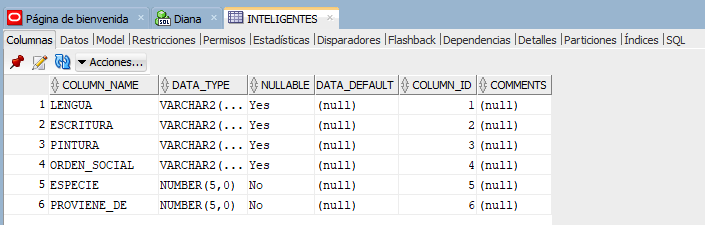 Página de bienvenida Diana INTELIGENTES
Columnas Datos Model Restricciones Permisos Estadísticas Disparadores Flashback Dependencias Detalles Particiones Índices SQL
Acciones...
COLUMN_NAME DATA_TYPE NULLABLE DATA_DEFAULT COLUMN_ID COMMENTS
1 LENGUA VARCHAR2(... Yes (null) 1 (null)
2 ESCRITURA VARCHAR2(... Yes (null) 2 (null)
3 PINTURA VARCHAR2(... Yes (null) 3 (null)
4 ORDEN_SOCIAL VARCHAR2(... Yes (null) 4 (null)
5 ESPECIE NUMBER(5,0) No (null) 5 (null)
6 PROVIENE_DE NUMBER(5,0) No (null) 6 (null)